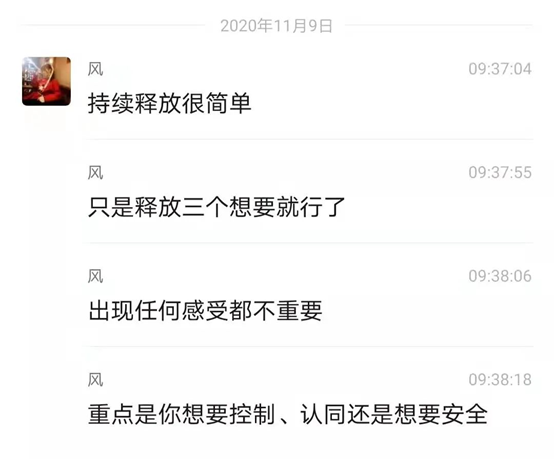 2020年11月9日
风 09:37:04
持续释放很简单
风 09:37:55
只是释放三个想要就行了
风 09:38:06
出现任何感受都不重要
风 09:38:18
重点是你想要控制、认同还是想要安全